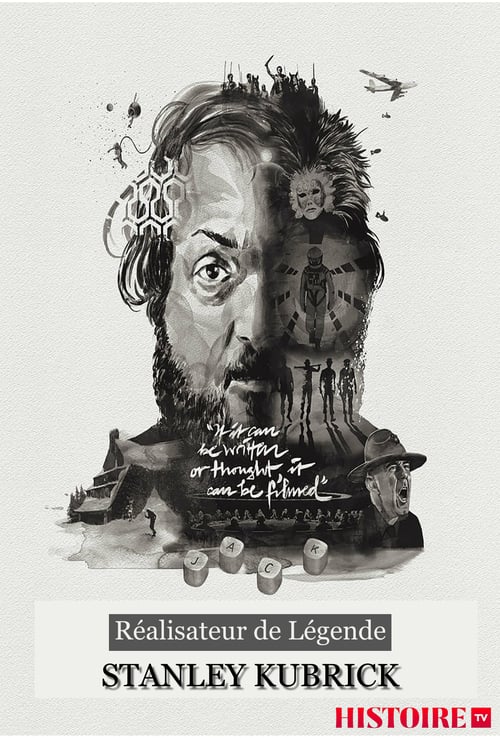 "If it can
be written
or thought, it
can be filmed"
J A C K
Réalisateur de Légende
STANLEY KUBRICK
HISTOIRE TV